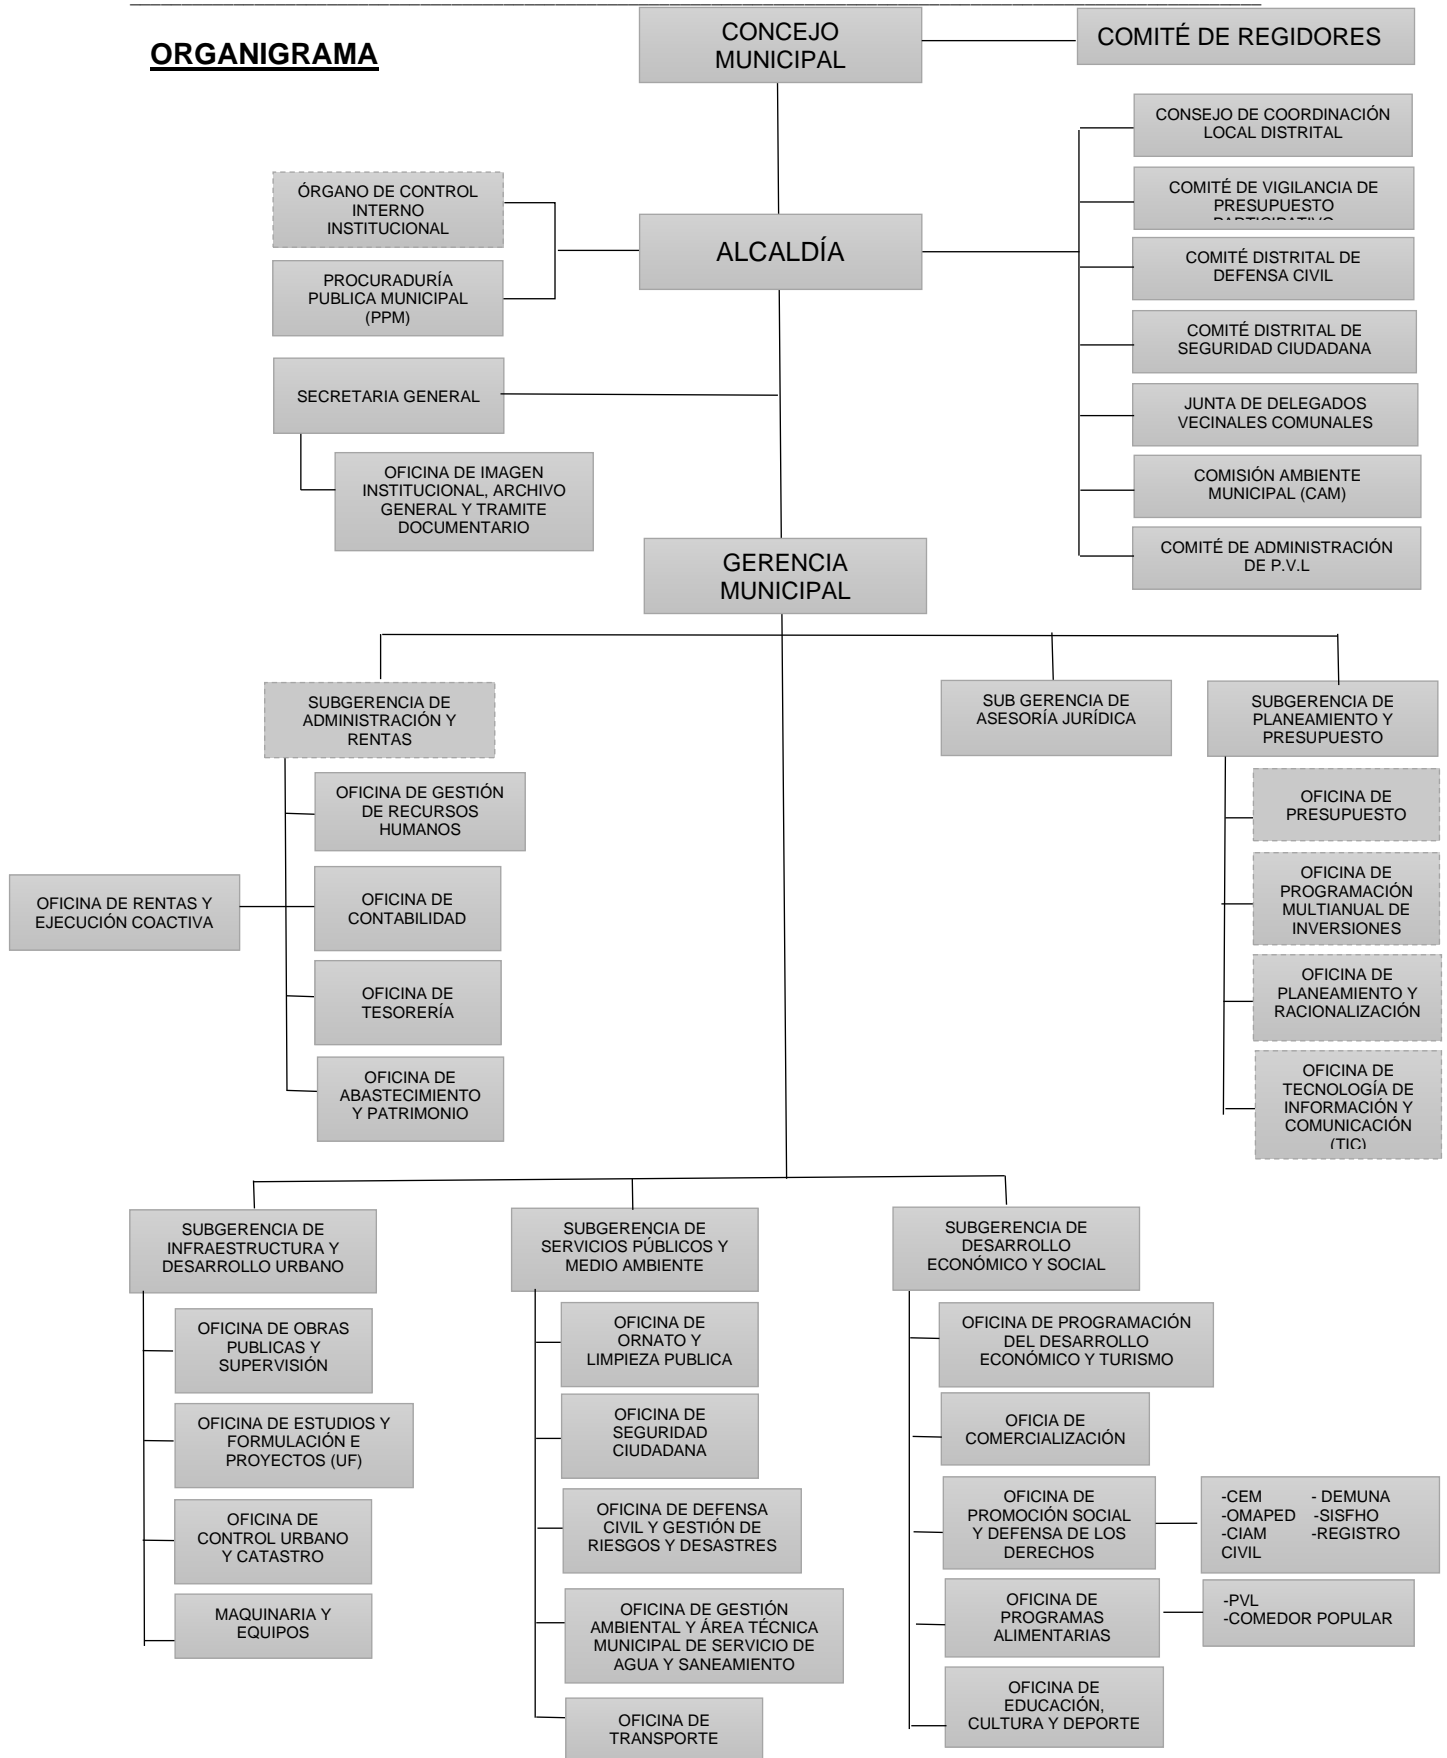 ORGANIGRAMA
CONCEJO
MUNICIPAL
COMITÉ DE REGIDORES
CONSEJO DE COORDINACIÓN
LOCAL DISTRITAL
COMITÉ DE VIGILANCIA DE
PRESUPUESTO
PARTICIPATIVO
COMITÉ DISTRITAL DE
DEFENSA CIVIL
COMITÉ DISTRITAL DE
SEGURIDAD CIUDADANA
JUNTA DE DELEGADOS
VECINALES COMUNALES
COMISIÓN AMBIENTE
MUNICIPAL (CAM)
COMITÉ DE ADMINISTRACIÓN
DE P.V.L
ÓRGANO DE CONTROL
INTERNO
INSTITUCIONAL
ALCALDÍA
PROCURADURÍA
PUBLICA MUNICIPAL
(PPM)
SECRETARIA GENERAL
OFICINA DE IMAGEN
INSTITUCIONAL, ARCHIVO
GENERAL Y TRAMITE
DOCUMENTARIO
GERENCIA
MUNICIPAL
SUBGERENCIA DE
ADMINISTRACIÓN Y
RENTAS
SUB GERENCIA DE
ASESORÍA JURÍDICA
SUBGERENCIA DE
PLANEAMIENTO Y
PRESUPUESTO
OFICINA DE GESTIÓN
DE RECURSOS
HUMANOS
OFICINA DE RENTAS Y
EJECUCIÓN COACTIVA
OFICINA DE
CONTABILIDAD
OFICINA DE
TESORERÍA
OFICINA DE
ABASTECIMIENTO
Y PATRIMONIO
OFICINA DE
PRESUPUESTO
OFICINA DE
PROGRAMACIÓN
MULTIANUAL DE
INVERSIONES
OFICINA DE
PLANEAMIENTO Y
RACIONALIZACIÓN
OFICINA DE
TECNOLOGÍA DE
INFORMACIÓN Y
COMUNICACIÓN
(TIC)
SUBGERENCIA DE
INFRAESTRUCTURA Y
DESARROLLO URBANO
OFICINA DE OBRAS
PUBLICAS Y
SUPERVISIÓN
OFICINA DE ESTUDIOS Y
FORMULACIÓN E
PROYECTOS (UF)
OFICINA DE
CONTROL URBANO
Y CATASTRO
MAQUINARIA Y
EQUIPOS
SUBGERENCIA DE
SERVICIOS PÚBLICOS Y
MEDIO AMBIENTE
OFICINA DE
ORNATO Y
LIMPIEZA PUBLICA
OFICINA DE
SEGURIDAD
CIUDADANA
OFICINA DE DEFENSA
CIVIL Y GESTIÓN DE
RIESGOS Y DESASTRES
OFICINA DE GESTIÓN
AMBIENTAL Y ÁREA TÉCNICA
MUNICIPAL DE SERVICIO DE
AGUA Y SANEAMIENTO
OFICINA DE
TRANSPORTE
SUBGERENCIA DE
DESARROLLO
ECONÓMICO Y SOCIAL
OFICINA DE PROGRAMACIÓN
DEL DESARROLLO
ECONÓMICO Y TURISMO
OFICIA DE
COMERCIALIZACIÓN
OFICINA DE
PROMOCIÓN SOCIAL
Y DEFENSA DE LOS
DERECHOS
-CEM - DEMUNA
-OMAPED -SISFHO
-CIAM -REGISTRO
CIVIL
OFICINA DE
PROGRAMAS
ALIMENTARIAS
-PVL
-COMEDOR POPULAR
OFICINA DE
EDUCACIÓN,
CULTURA Y DEPORTE